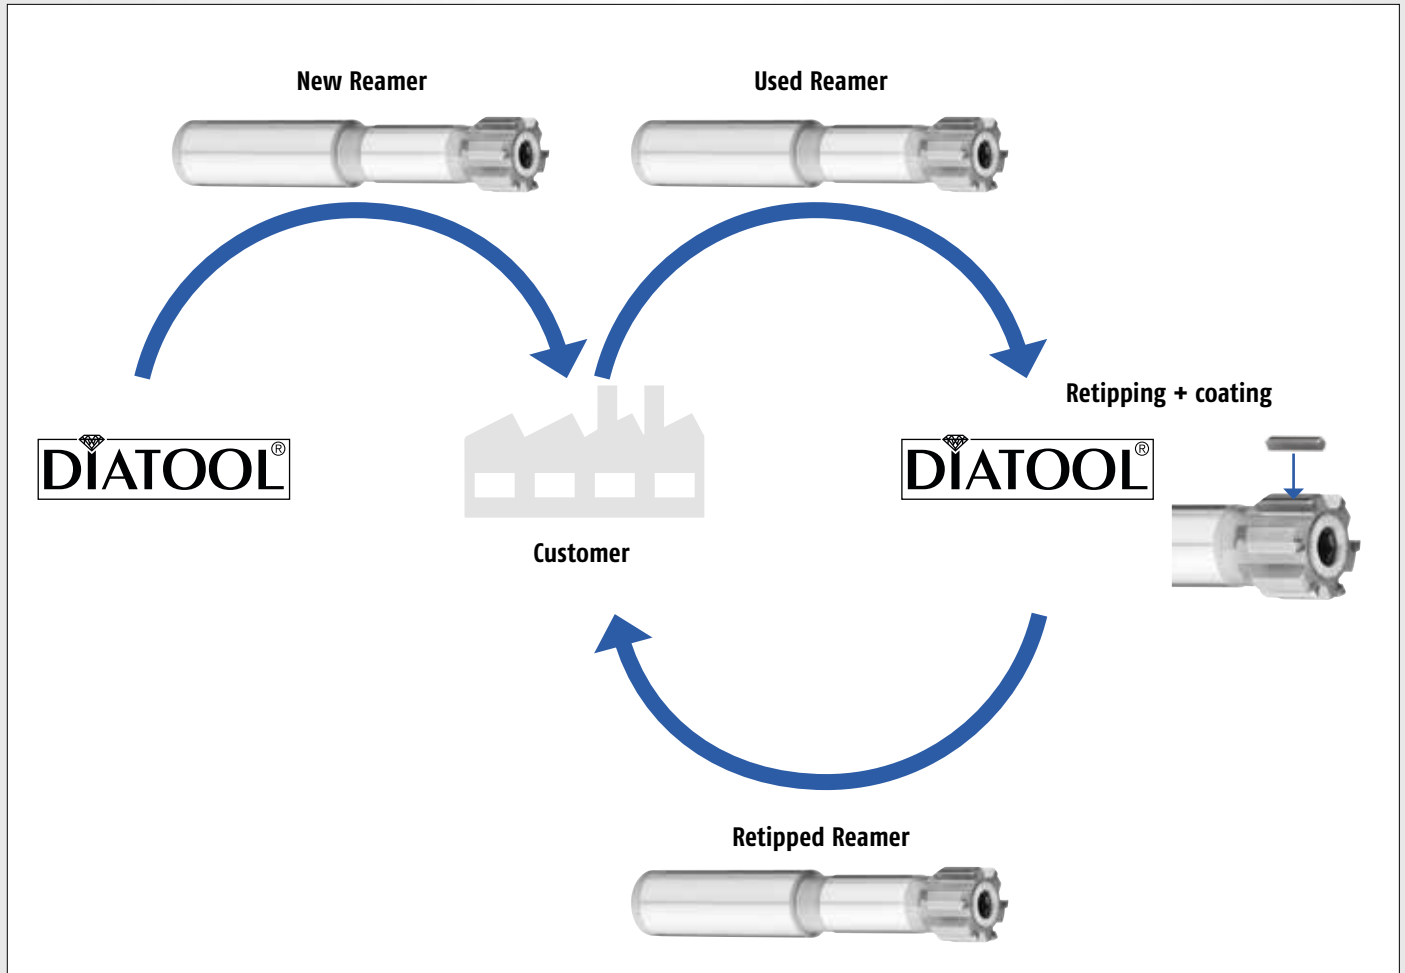 New Reamer
Used Reamer
Retipping + coating
DIATOOL®
DIATOOL®
Customer
Retipped Reamer